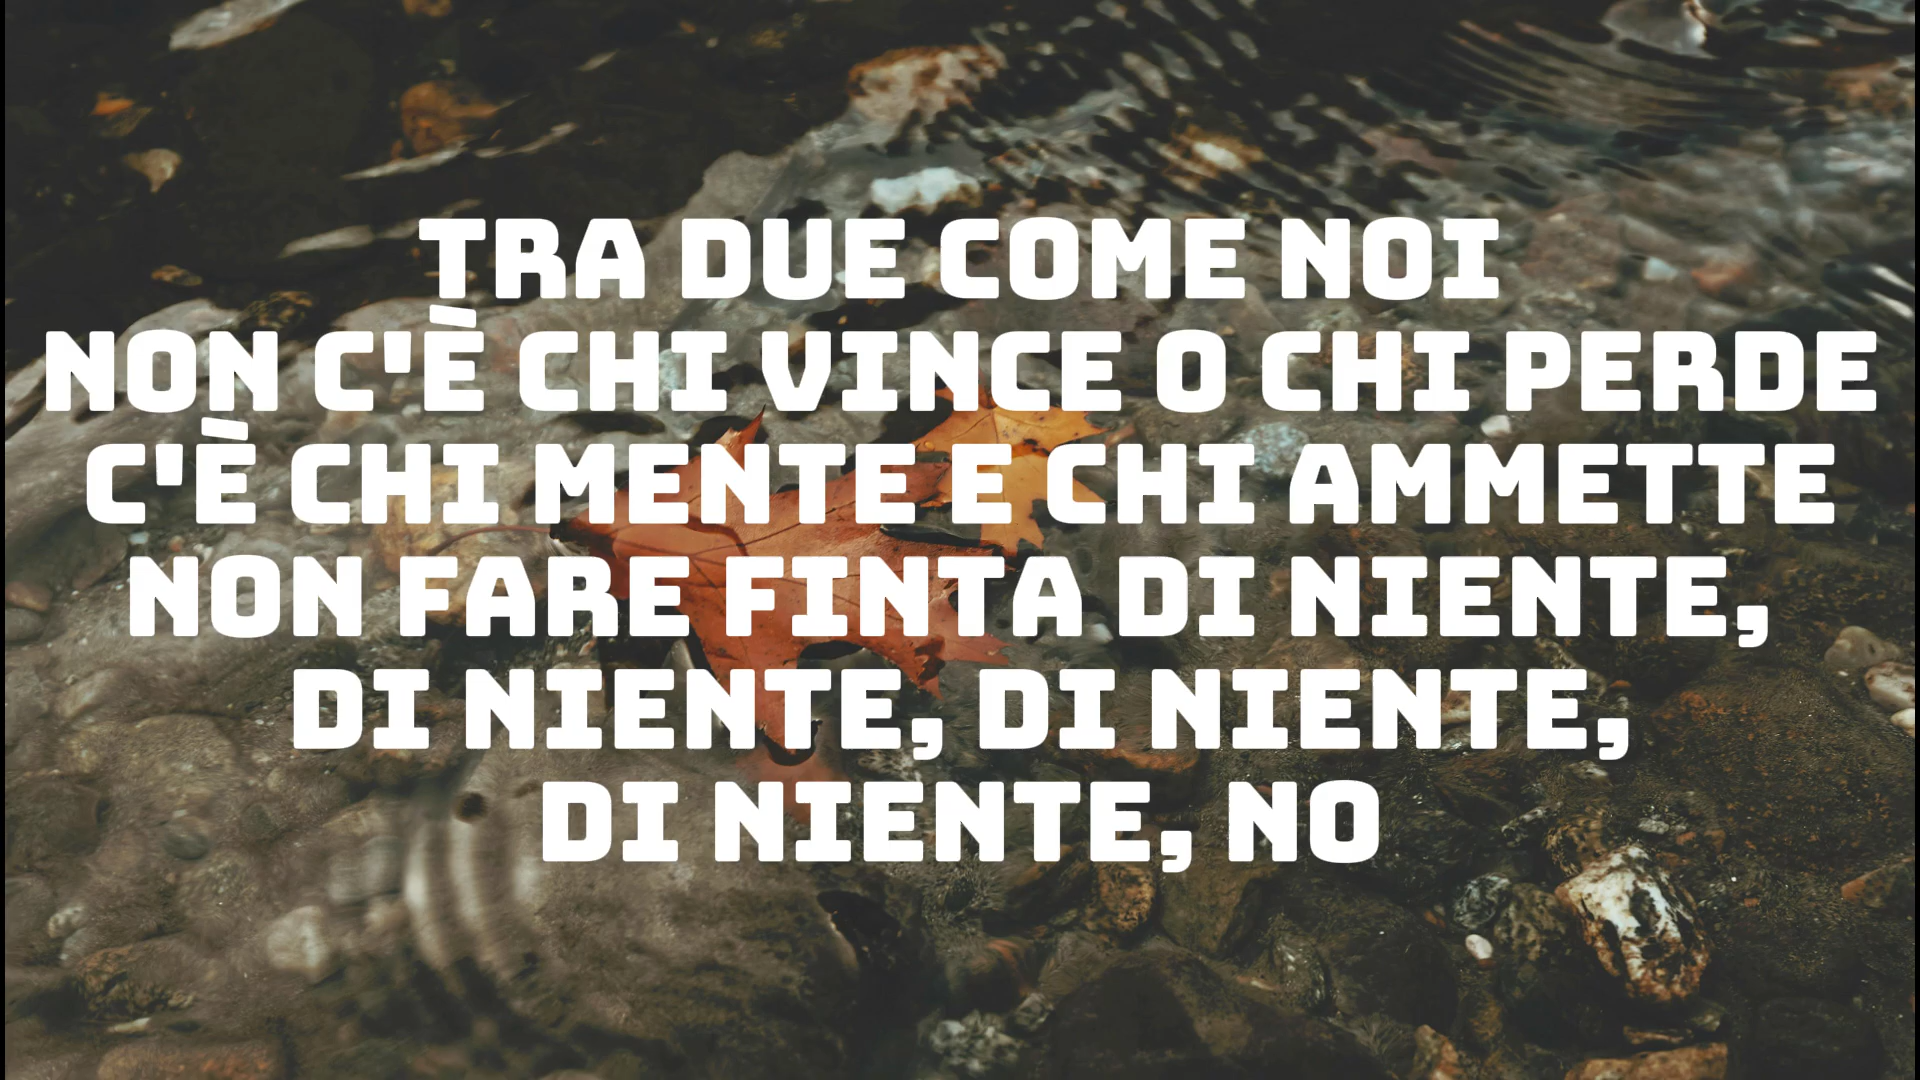 TRA DUE COME NOI
NON C'È CHI VINCE O CHI PERDE
C'È CHI MENTE E CHI AMMETTE
NON FARE FINTA DI NIENTE,
DI NIENTE, DI NIENTE,
DI NIENTE, NO